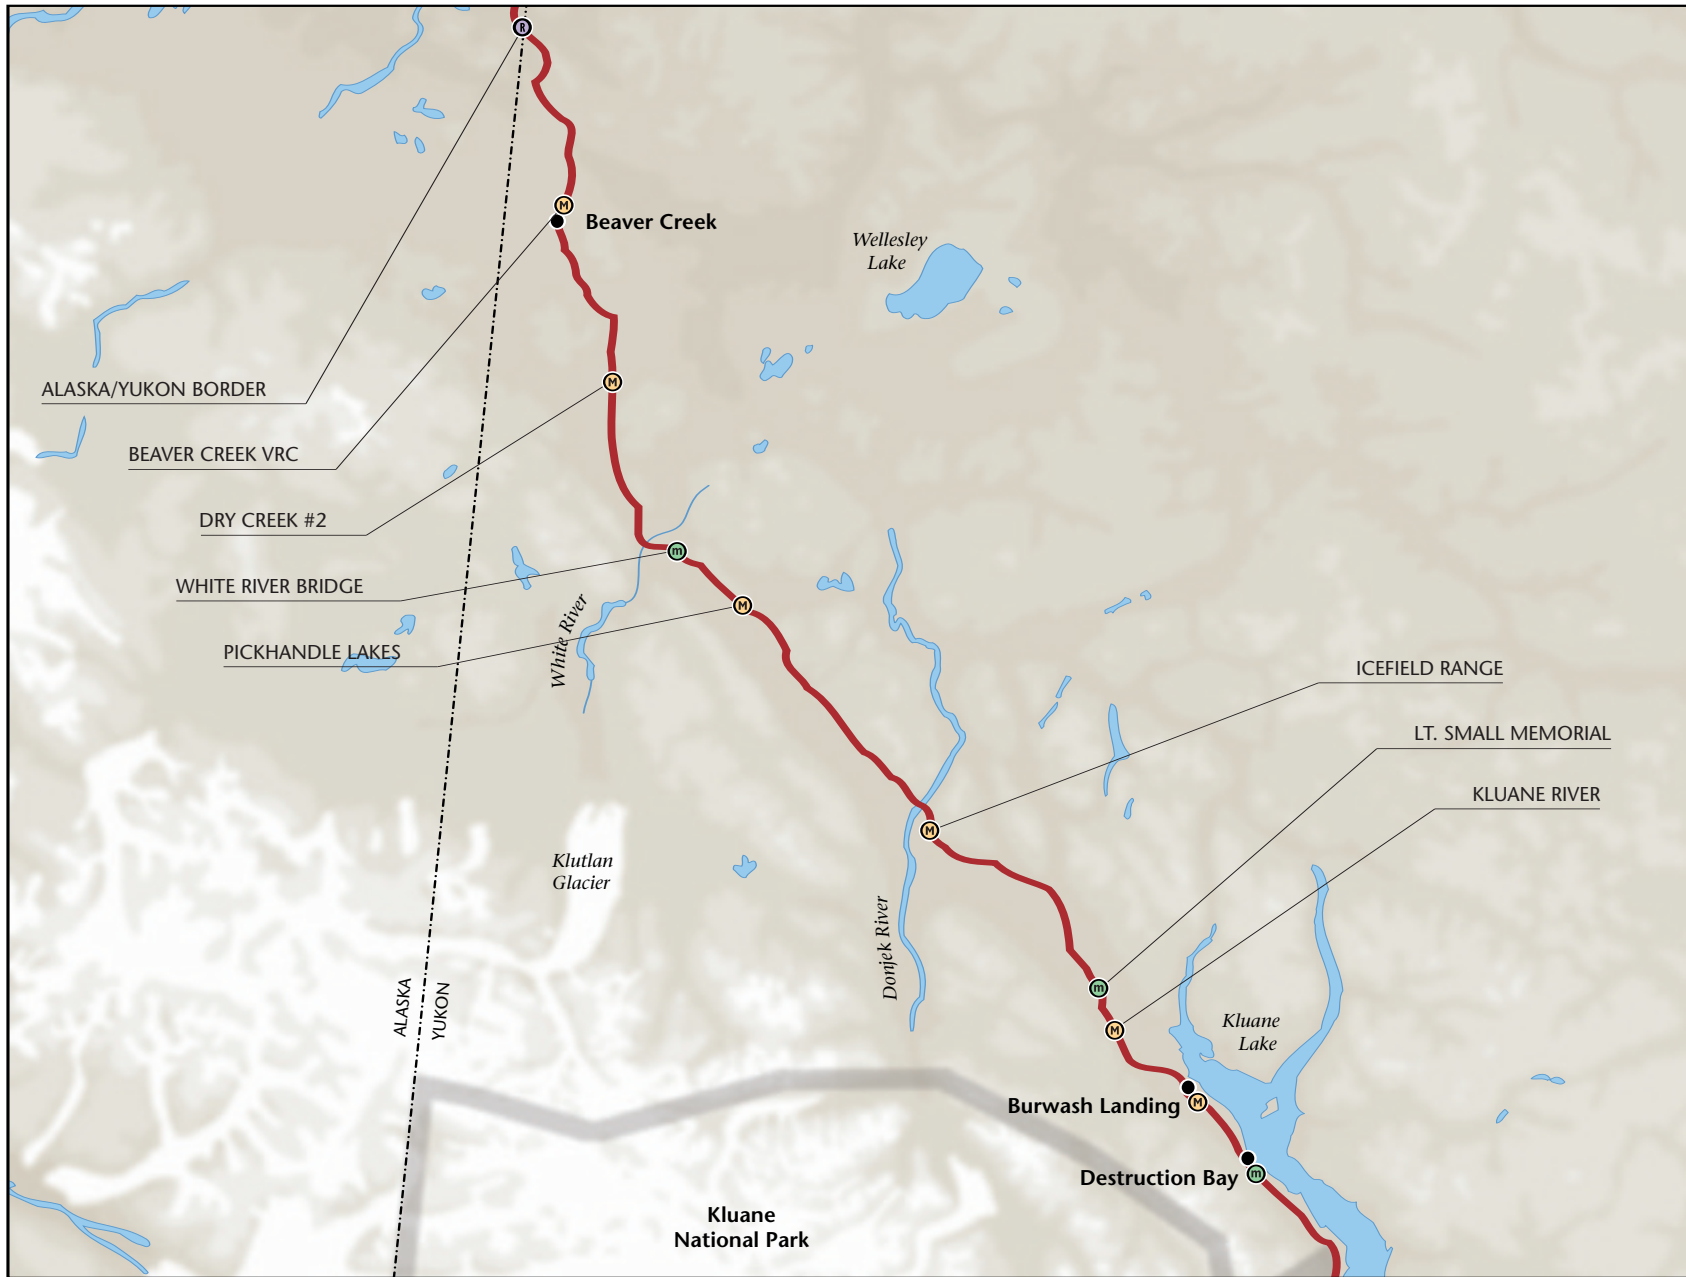 R
M
Beaver Creek
Wellesley
Lake
ALASKA/YUKON BORDER
M
BEAVER CREEK VRC
DRY CREEK #2
m
WHITE RIVER BRIDGE
M
White River
PICKHANDLE LAKES
ICEFIELD RANGE
LT. SMALL MEMORIAL
KLUANE RIVER
M
Klutlan
Glacier
Donjek River
m
ALASKA
YUKON
M
Kluane
Lake
Burwash Landing
M
Destruction Bay
m
Kluane
National Park